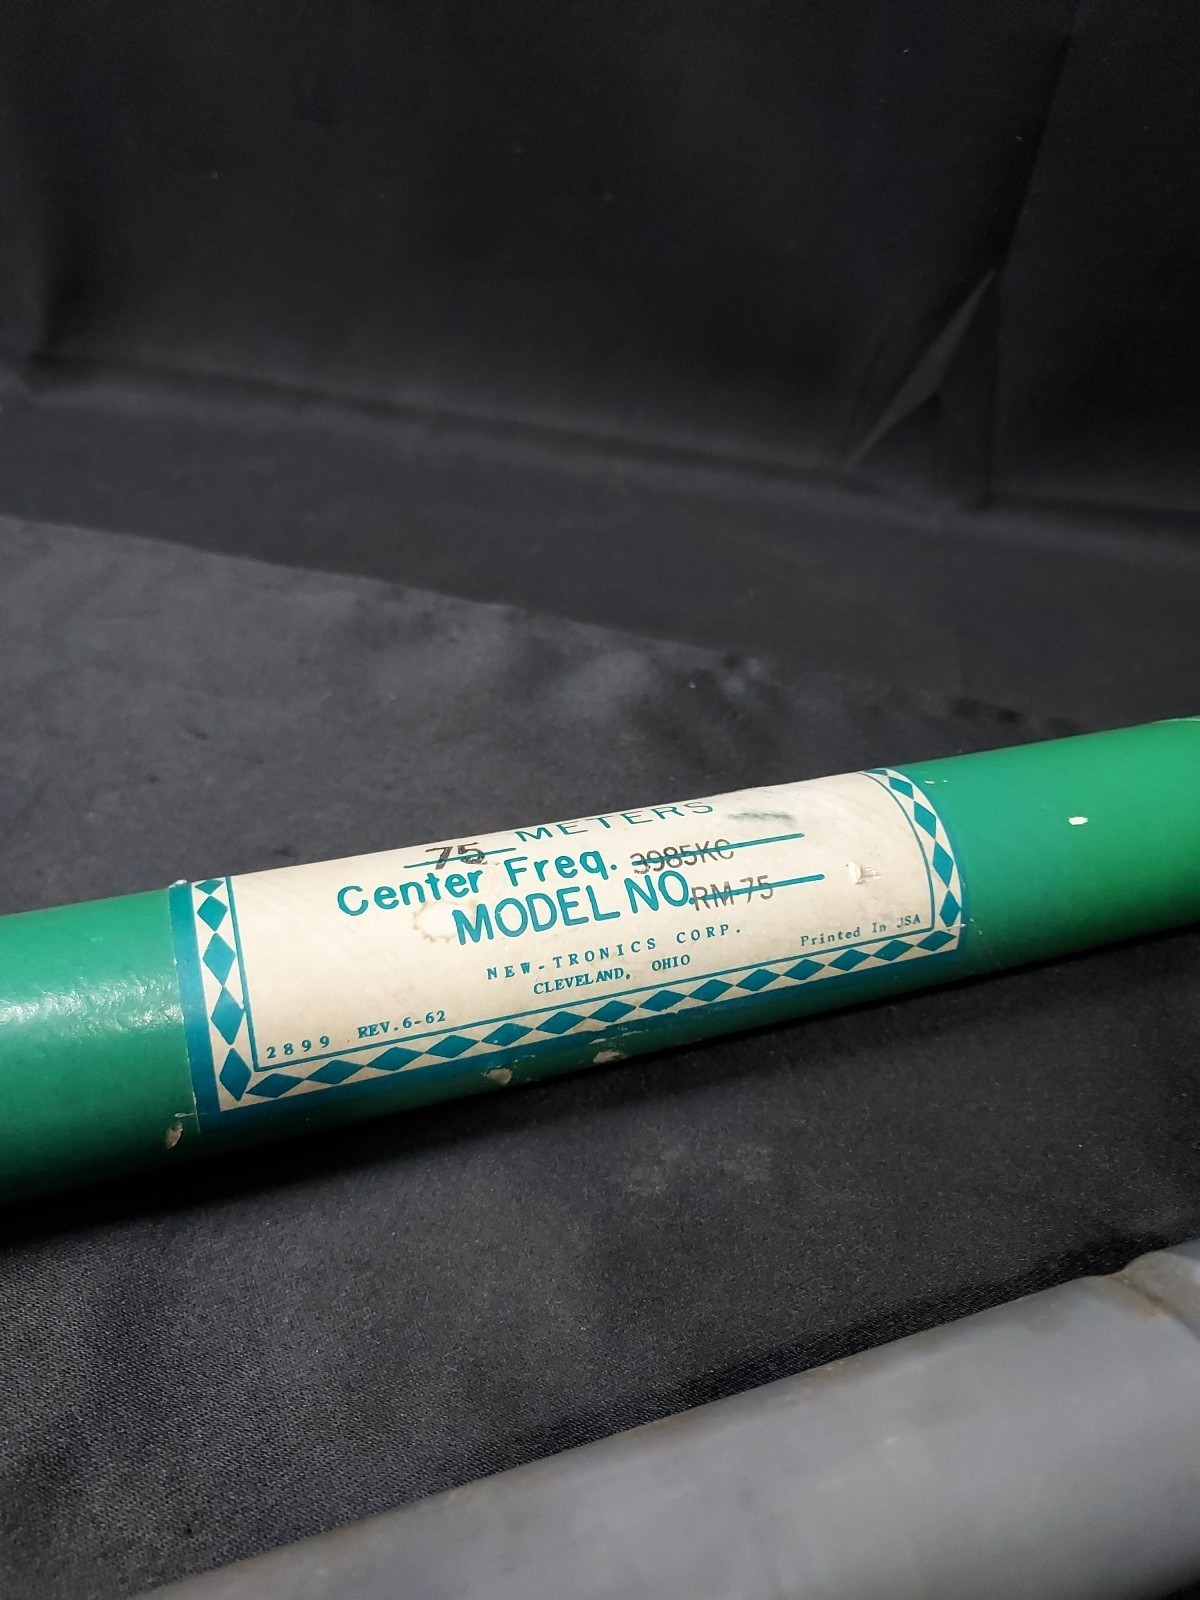 75 METERS
Center Freq. 3985KC
MODEL NO. RM-75
NEW-TRONICS CORP.
CLEVELAND, OHIO
Printed In USA
2899 REV.6-62